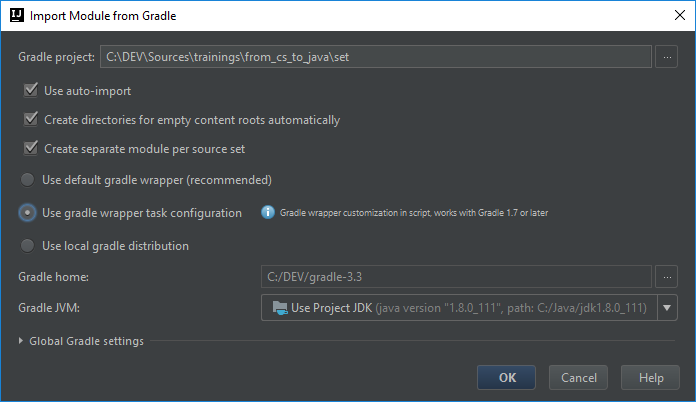 IJ Import Module from Gradle
Gradle project: C:\DEV\Sources\trainings\from_cs_to_java\set ...
Use auto-import
Create directories for empty content roots automatically
Create separate module per source set
Use default gradle wrapper (recommended)
Use gradle wrapper task configuration i Gradle wrapper customization in script, works with Gradle 1.7 or later
Use local gradle distribution
Gradle home: C:/DEV/gradle-3.3 ...
Gradle JVM: Use Project JDK (java version "1.8.0_111", path: C:/Java/jdk1.8.0_111)
Global Gradle settings
OK Cancel Help